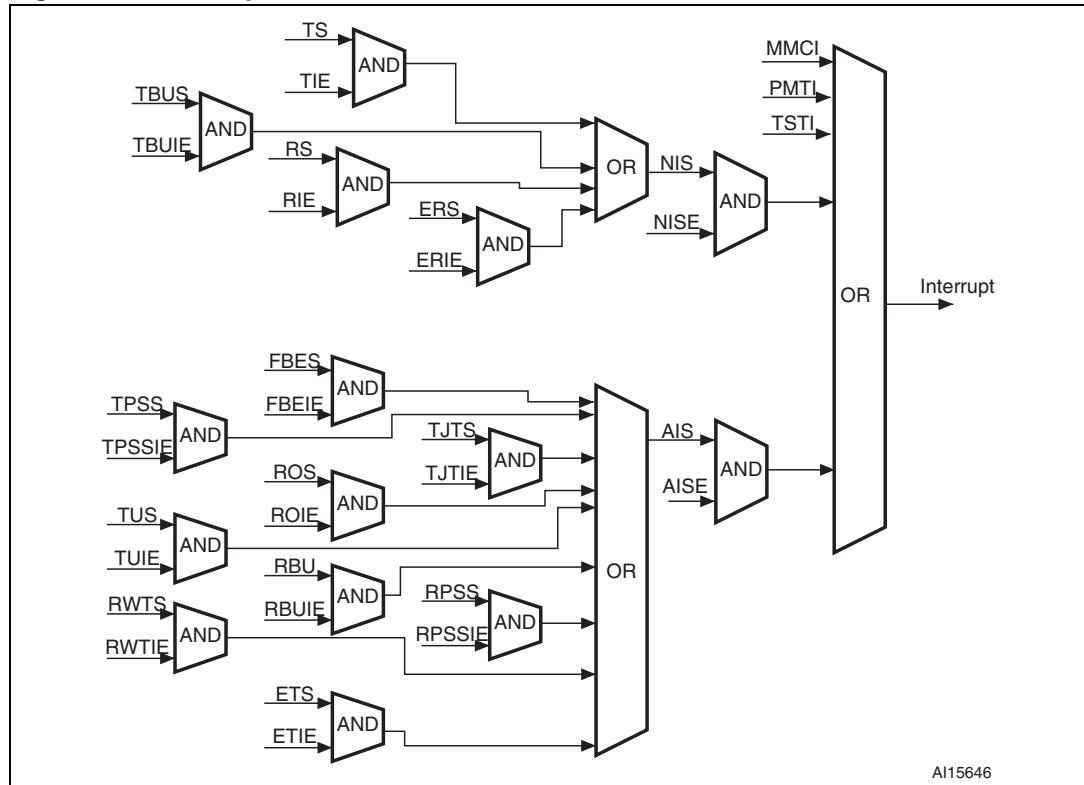 TS
AND
TIE
TBUS
AND
TBUIE
RS
AND
RIE
ERS
AND
ERIE
OR
NIS
AND
NISE
MMCI
PMTI
TSTI
OR
Interrupt
FBES
AND
FBEIE
TPSS
AND
TPSSIE
TJTS
AND
TJTIE
ROS
AND
ROIE
TUS
AND
TUIE
RBU
AND
RBUIE
RPSS
AND
RPSSIE
RWTS
AND
RWTIE
ETS
AND
ETIE
OR
AIS
AND
AISE
AI15646